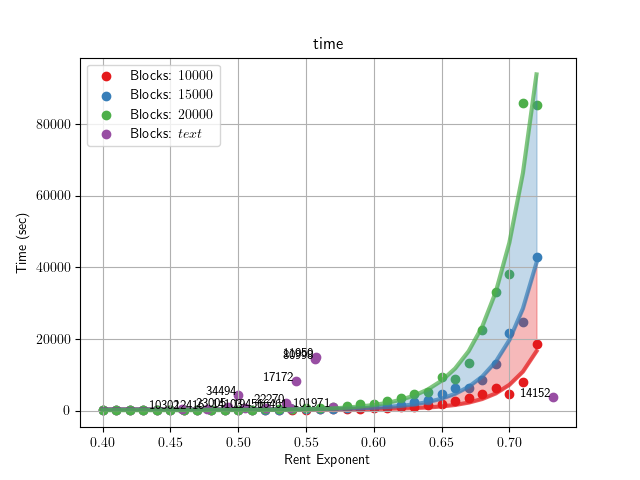 time
Blocks: 10000
Blocks: 15000
Blocks: 20000
Blocks: text
80000
60000
40000
20000
0
Time (sec)
34494
17172
22270
101971
14152
0.40 0.45 0.50 0.55 0.60 0.65 0.70
Rent Exponent